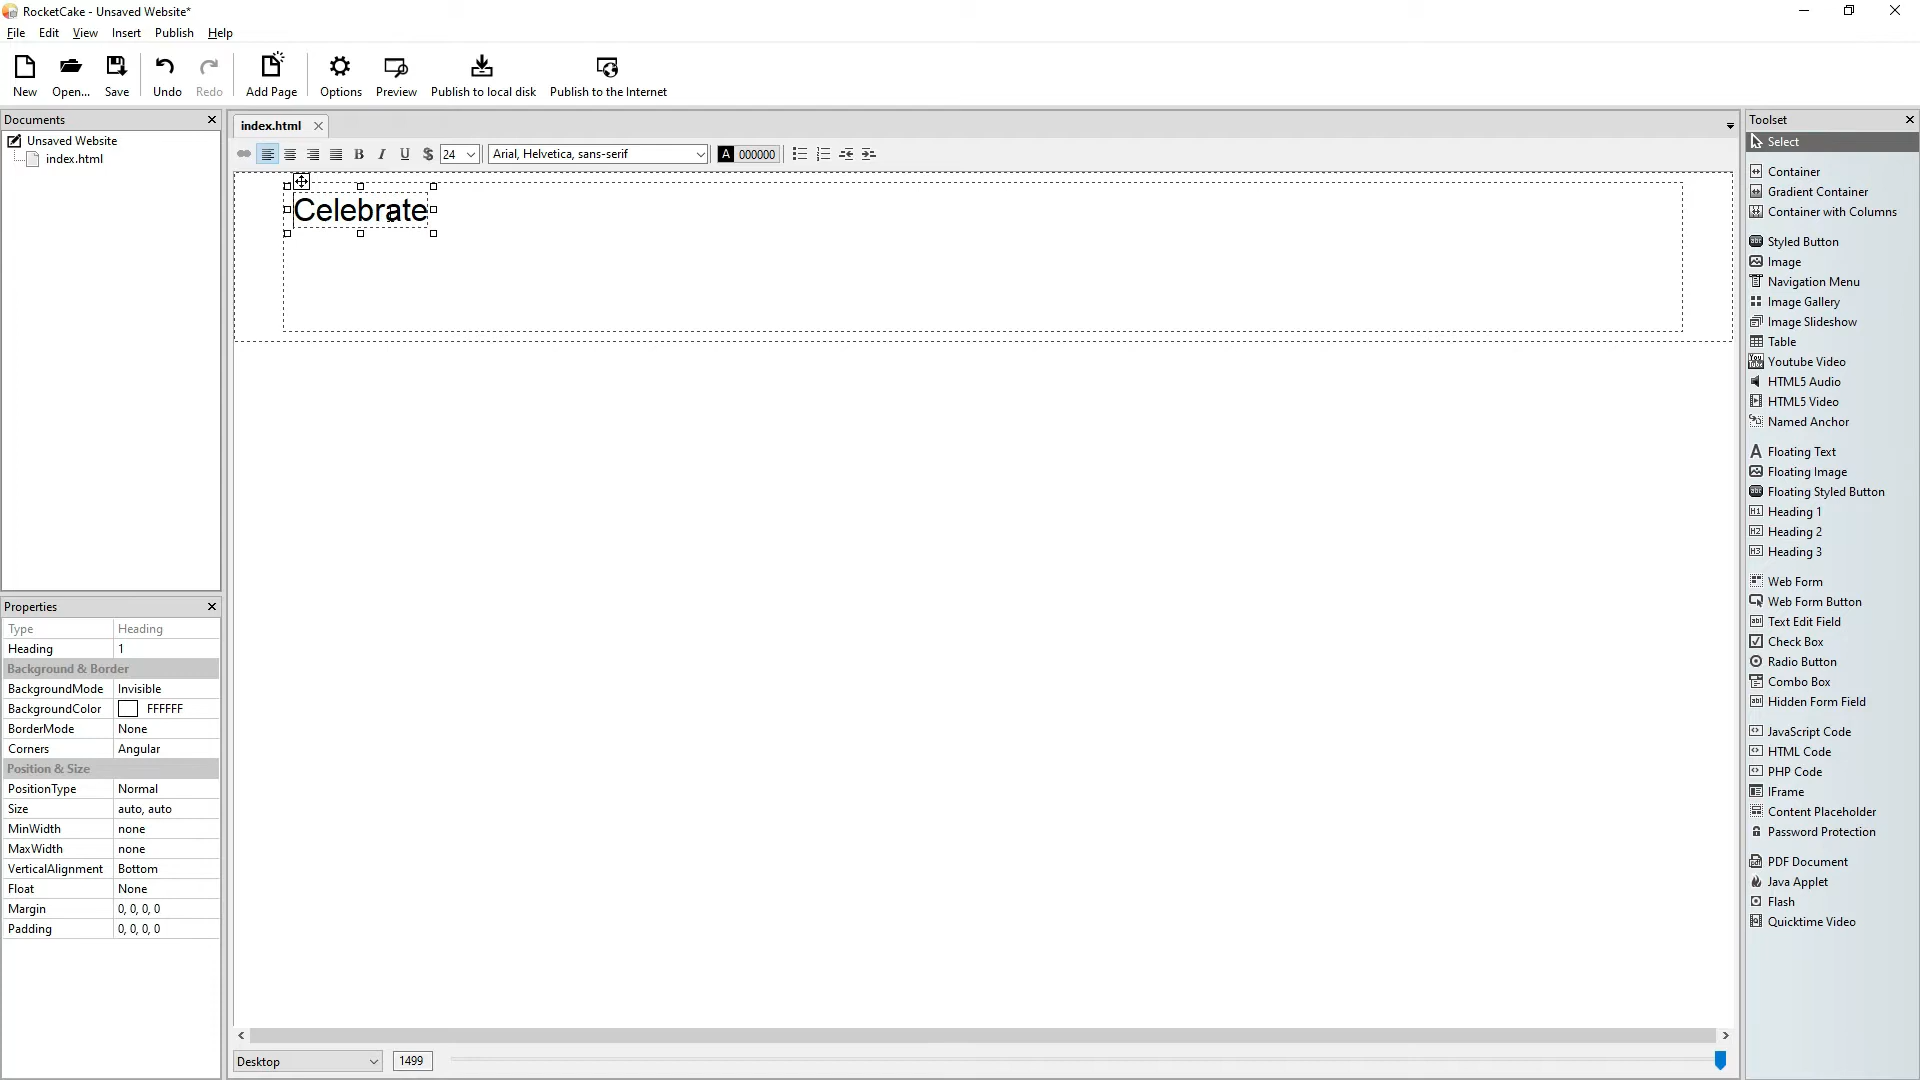 RocketCake - Unsaved Website*
File Edit View Insert Publish Help
New Open... Save Undo Redo Add Page Options Preview Publish to local disk Publish to the Internet
Documents
Unsaved Website
index.html
index.html
B I U $ 24 Arial, Helvetica, sans-serif A 000000
Celebrate
Properties
Type Heading
Heading 1
Background & Border
BackgroundMode Invisible
BackgroundColor FFFFFF
BorderMode None
Corners Angular
Position & Size
PositionType Normal
Size auto, auto
MinWidth none
MaxWidth none
VerticalAlignment Bottom
Float None
Margin 0, 0, 0, 0
Padding 0, 0, 0, 0
Desktop 1499
Toolset
Select
Container
Gradient Container
Container with Columns
Styled Button
Image
Navigation Menu
Image Gallery
Image Slideshow
Table
Youtube Video
HTML5 Audio
HTML5 Video
Named Anchor
A Floating Text
Floating Image
Floating Styled Button
H1 Heading 1
H2 Heading 2
H3 Heading 3
Web Form
Web Form Button
Text Edit Field
Check Box
Radio Button
Combo Box
Hidden Form Field
JavaScript Code
HTML Code
PHP Code
IFrame
Content Placeholder
Password Protection
PDF Document
Java Applet
Flash
Quicktime Video